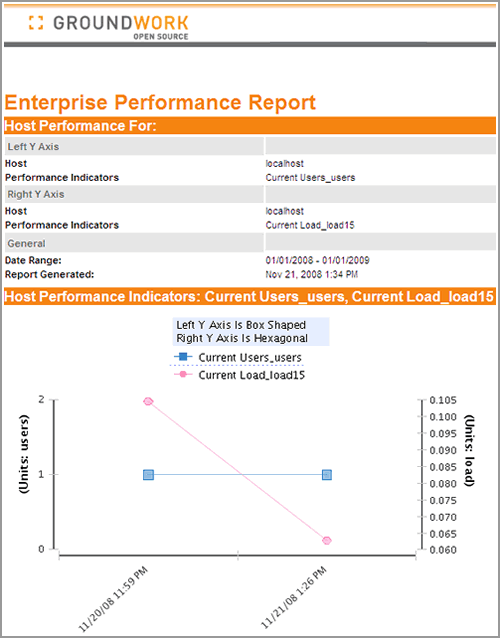 GROUNDWORK
OPEN SOURCE
Enterprise Performance Report
Host Performance For:
Left Y Axis
Host localhost
Performance Indicators Current Users_users
Right Y Axis
Host localhost
Performance Indicators Current Load_load15
General
Date Range: 01/01/2008 - 01/01/2009
Report Generated: Nov 21, 2008 1:34 PM
Host Performance Indicators: Current Users_users, Current Load_load15
Left Y Axis Is Box Shaped
Right Y Axis Is Hexagonal
Current Users_users
Current Load_load15
(Units: users)
2
1
0
0.105
0.100
0.095
0.090
0.085
0.080
0.075
0.070
0.065
0.060
(Units: load)
11/20/08 11:59 PM
11/21/08 1:26 PM